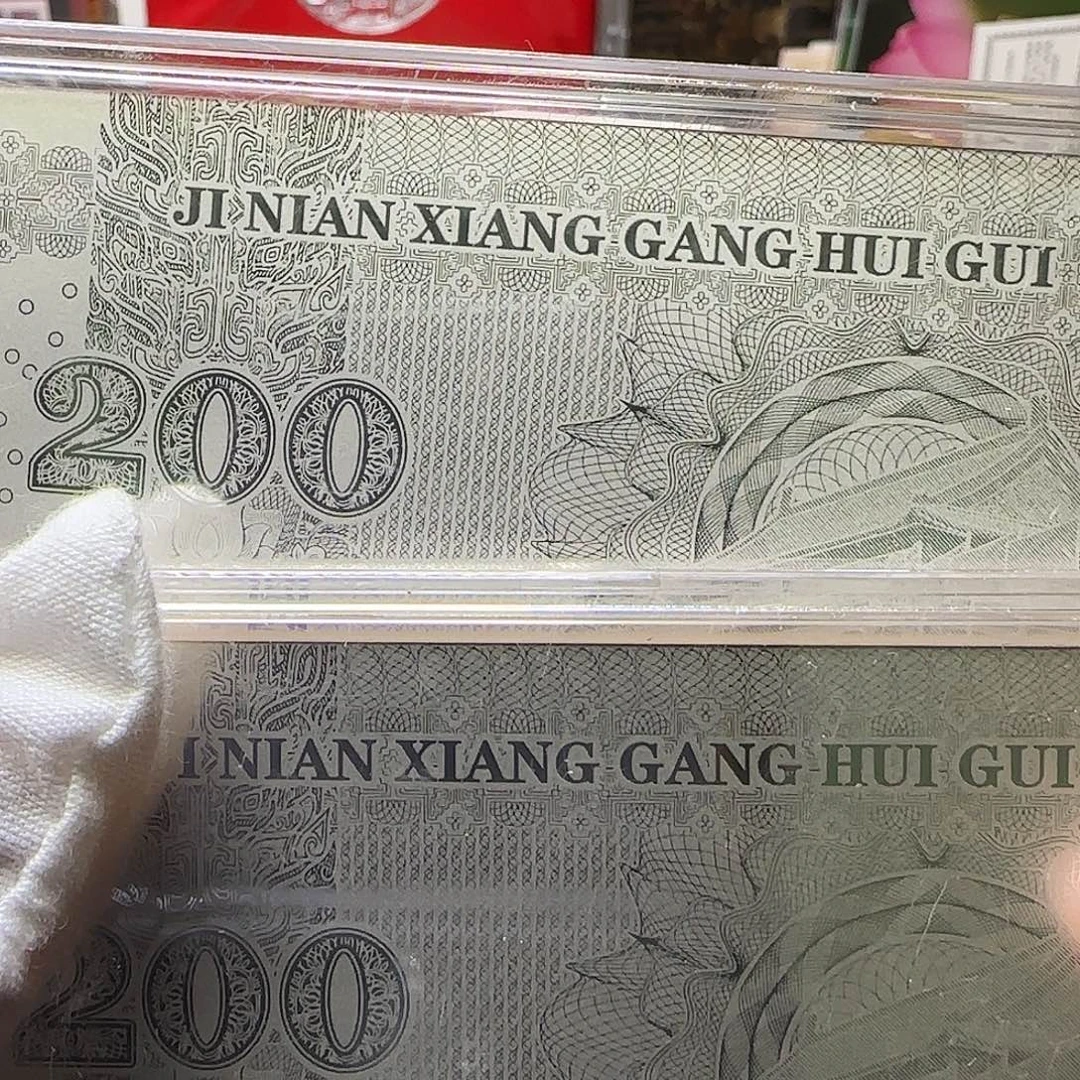 JI NIAN XIANG GANG HUI GUI
200
I NIAN XIANG GANG HUI GUI
200